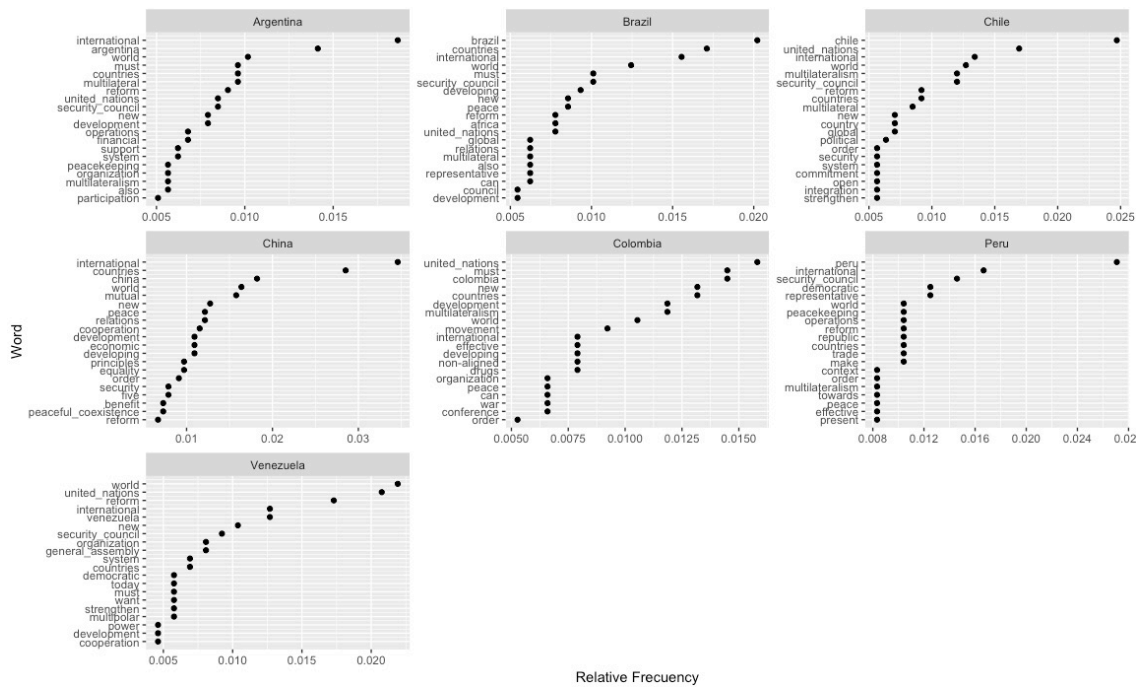 Argentina
international
argentina
world
must
countries
multilateral
reform
united_nations
security_council
new
development
operations
financial
support
system
peacekeeping
organization
multilateralism
also
participation
0.005 0.010 0.015
Brazil
brazil
countries
international
world
must
security_council
developing
new
peace
reform
africa
united_nations
global
relations
multilateral
also
representative
can
council
development
0.005 0.010 0.015 0.020
Chile
chile
united_nations
international
world
multilateralism
security_council
reform
countries
multilateral
new
country
global
political
order
security
system
commitment
open
integration
strengthen
0.005 0.010 0.015 0.020 0.025
China
international
countries
china
world
mutual
new
peace
relations
cooperation
development
economic
developing
principles
equality
order
security
five
benefit
peaceful_coexistence
reform
0.01 0.02 0.03
Colombia
united_nations
must
colombia
new
countries
development
multilateralism
world
movement
international
effective
developing
non-aligned
drugs
organization
peace
can
war
conference
order
0.0050 0.0075 0.0100 0.0125 0.0150
Peru
peru
international
security_council
democratic
representative
world
peacekeeping
operations
reform
republic
countries
trade
make
context
order
multilateralism
towards
peace
effective
present
0.008 0.012 0.016 0.020 0.024 0.028
Venezuela
world
united_nations
reform
international
venezuela
new
security_council
organization
general_assembly
system
countries
democratic
today
must
want
strengthen
multipolar
power
development
cooperation
0.005 0.010 0.015 0.020
Word
Relative Frecuency